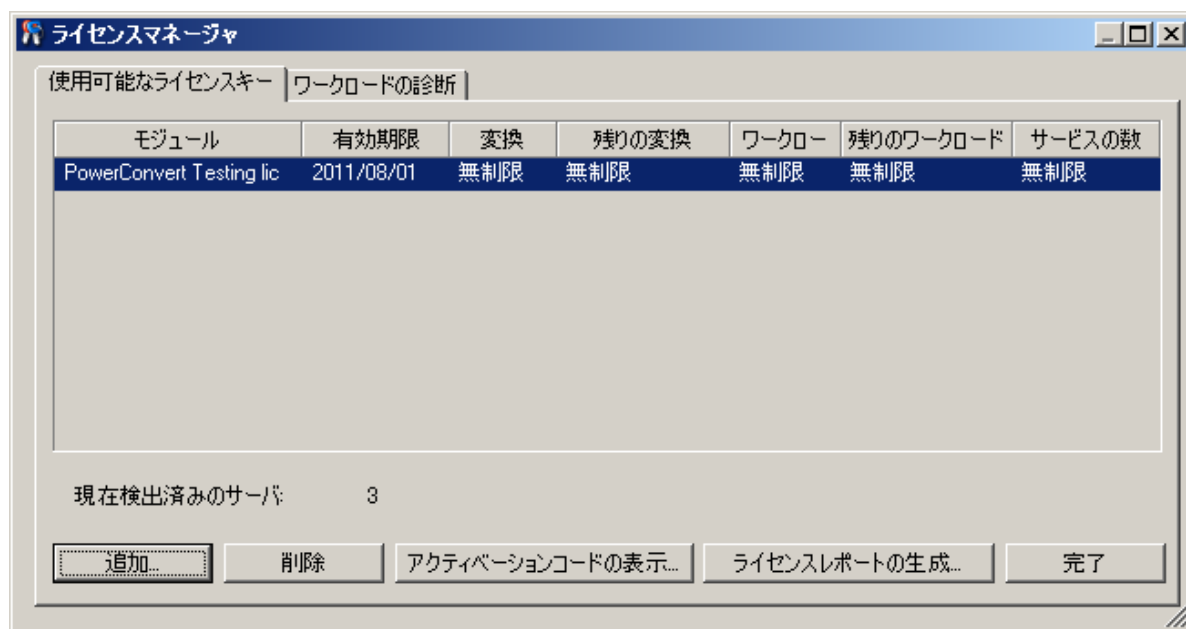 ライセンスマネージャ
使用可能なライセンスキー ワークロードの診断
モジュール 有効期限 変換 残りの変換 ワークロー 残りのワークロード サービスの数
PowerConvert Testing lic 2011/08/01 無制限 無制限 無制限 無制限 無制限
現在検出済みのサーバ: 3
追加... 削除 アクティベーションコードの表示... ライセンスレポートの生成... 完了